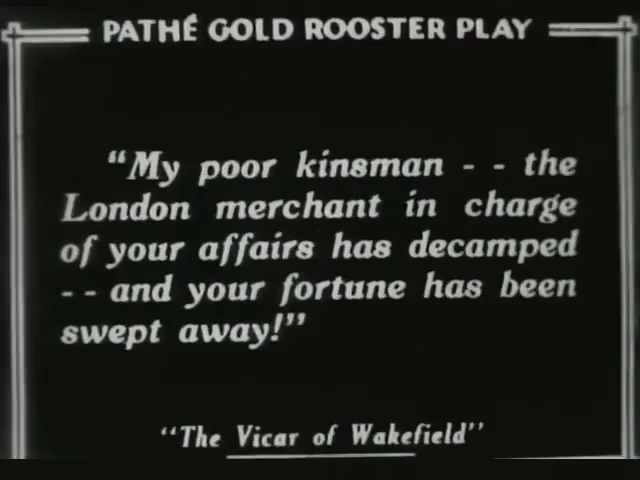 PATHÉ GOLD ROOSTER PLAY
"My poor kinsman -- the
London merchant in charge
of your affairs has decamped
-- and your fortune has been
swept away!"
"The Vicar of Wakefield"